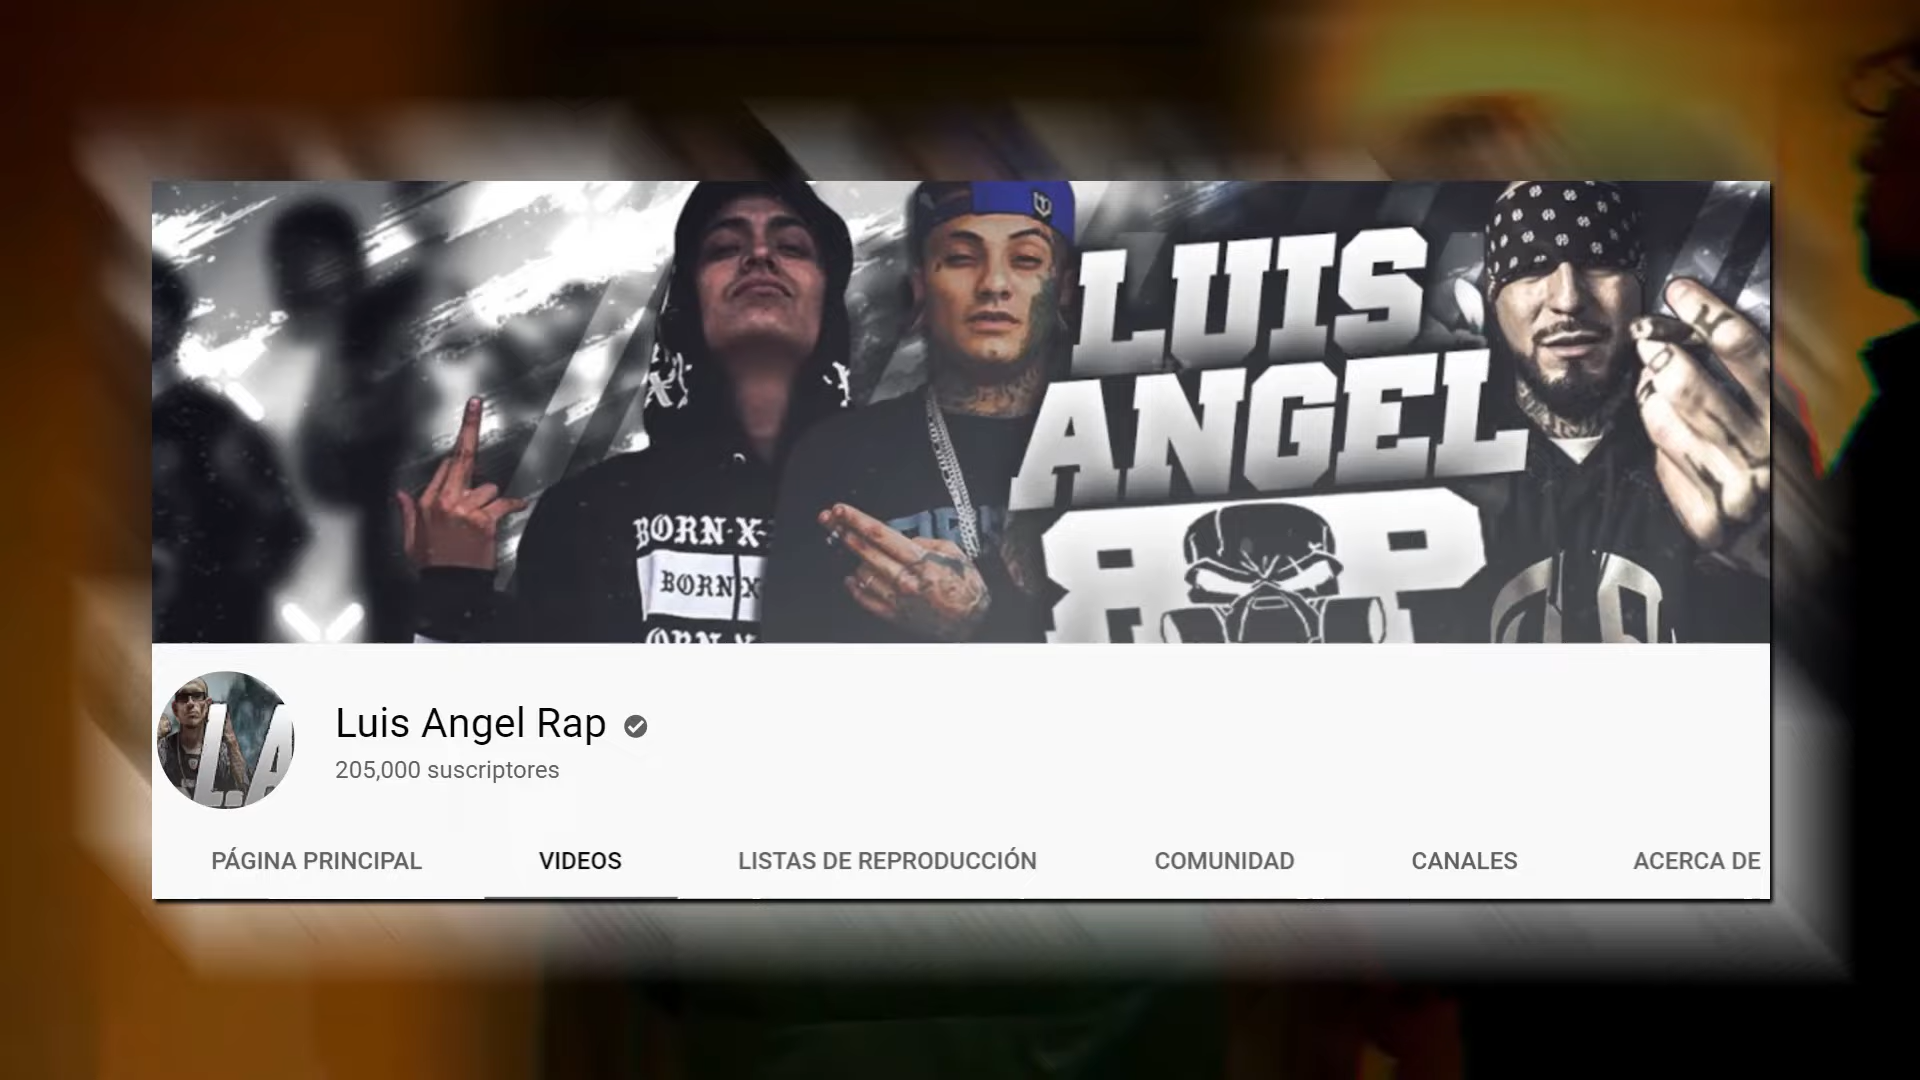 LUIS
ANGEL
RAP
BORN-X-
BORN X
Luis Angel Rap
205,000 suscriptores
PÁGINA PRINCIPAL
VIDEOS
LISTAS DE REPRODUCCIÓN
COMUNIDAD
CANALES
ACERCA DE
L.A